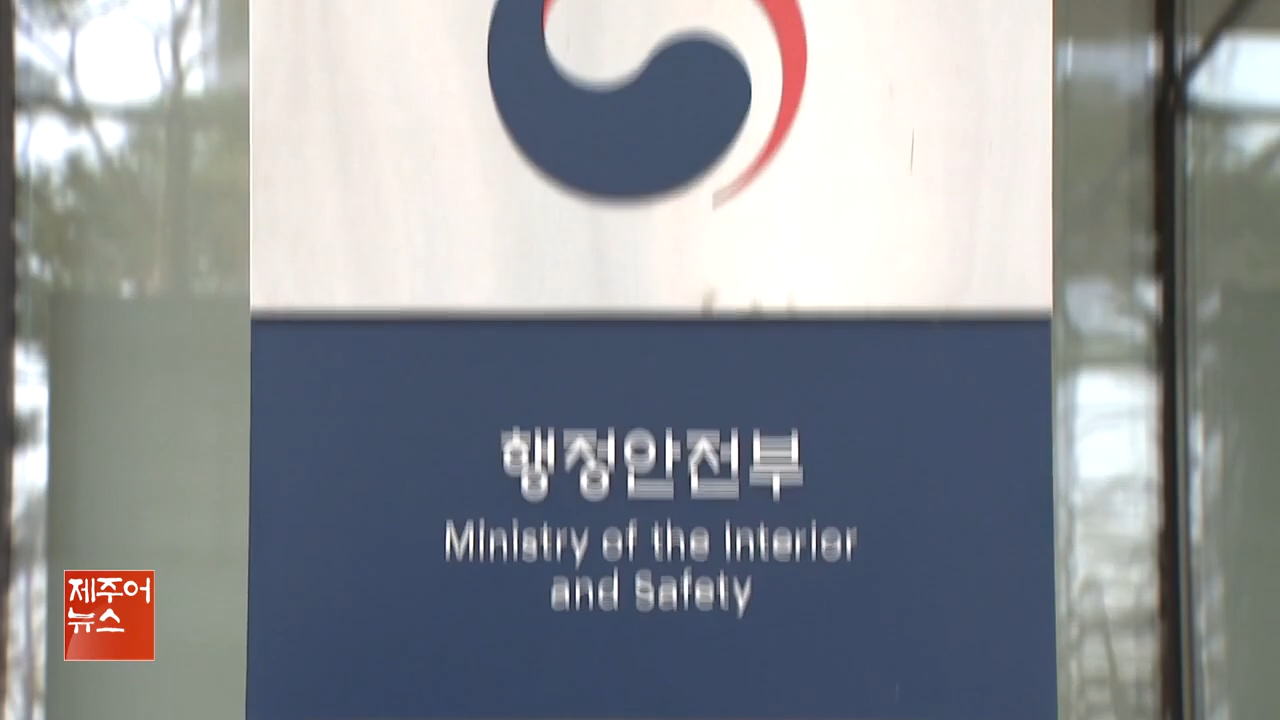 행정안전부
Ministry of the Interior
and Safety
제주어
뉴스